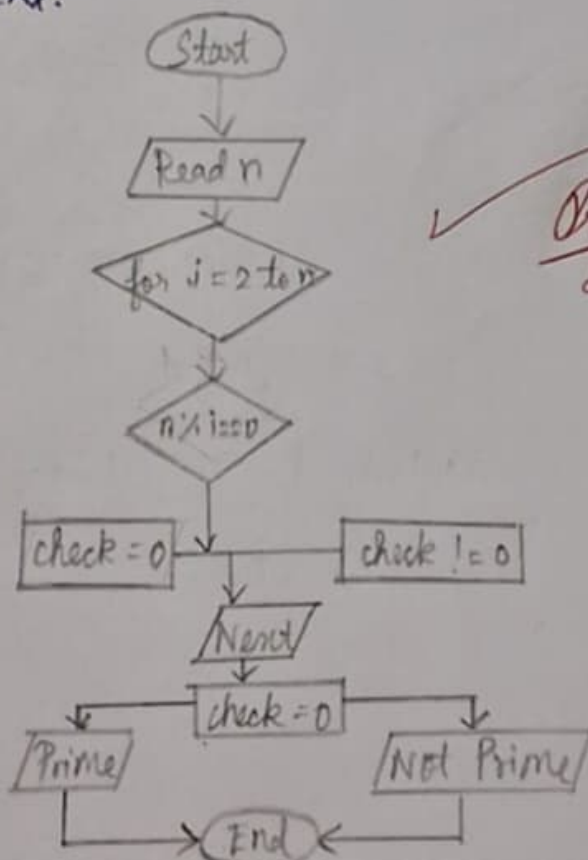 Start
Read n
for i = 2 to n
n % i == 0
check = 0
check != 0
Next
check = 0
Prime
Not Prime
End